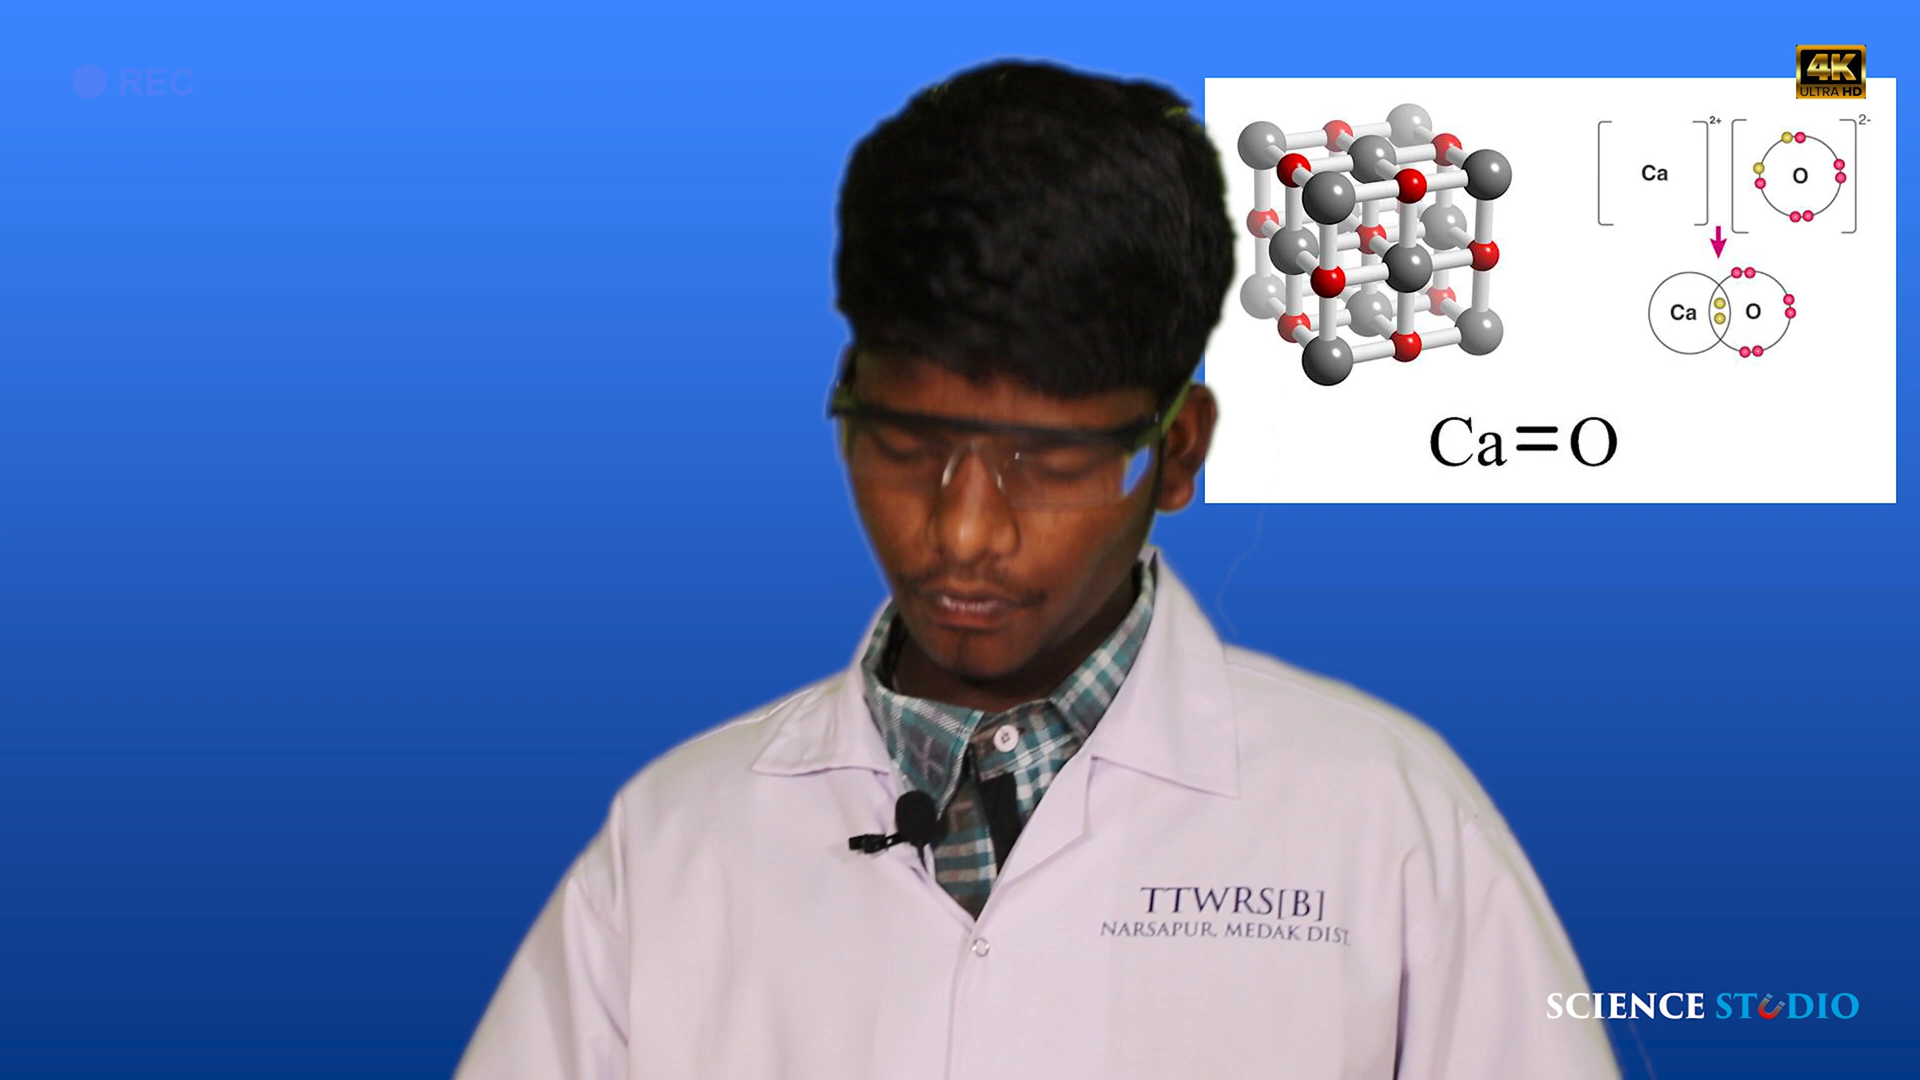 REC
4K
ULTRA HD
Ca
2+
O
2-
Ca
O
Ca=O
TTWRS[B]
NARSAPUR, MEDAK DIST.
SCIENCE STUDIO